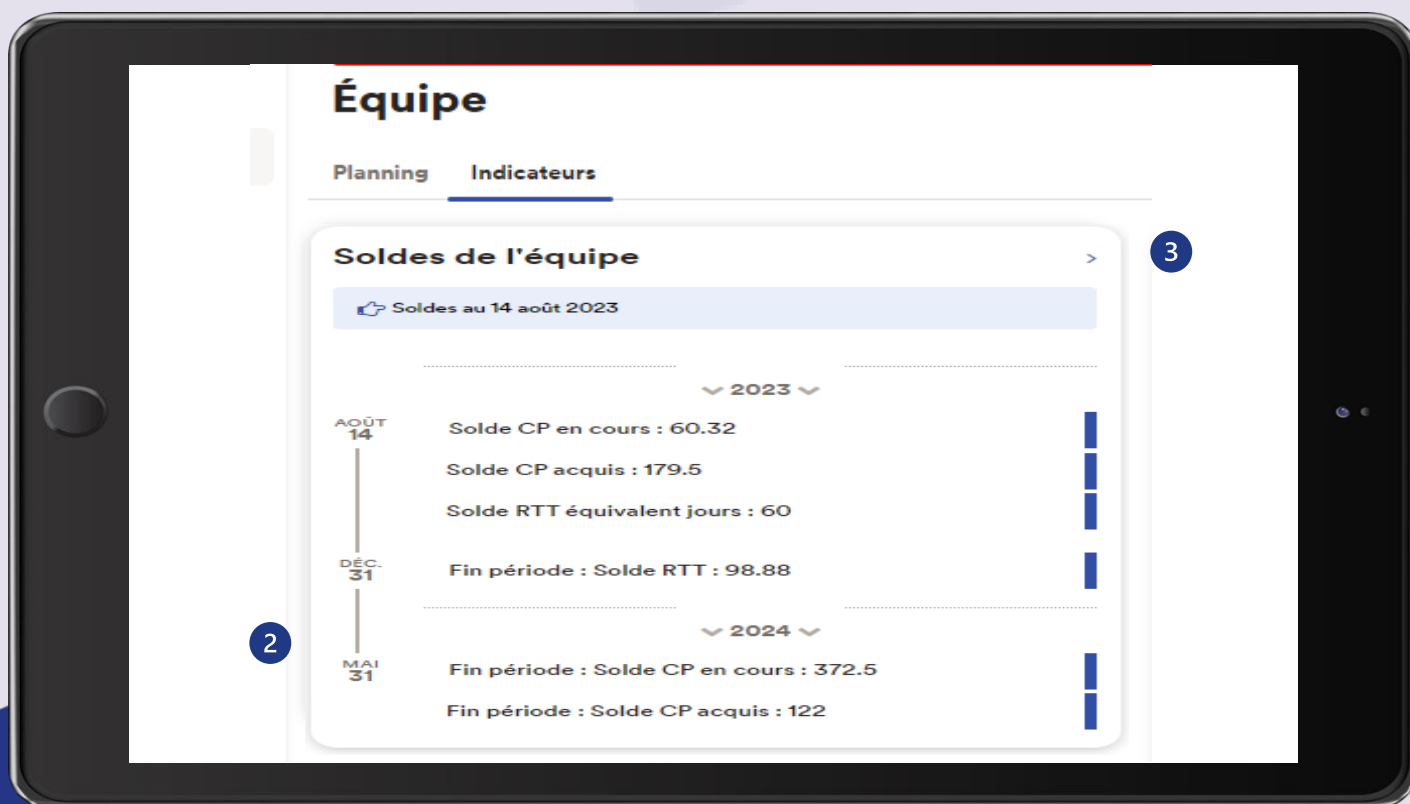 Équipe
Planning Indicateurs
Soldes de l'équipe >
3
Soldes au 14 août 2023
2023
AOÛT
14
Solde CP en cours : 60.32
Solde CP acquis : 179.5
Solde RTT équivalent jours : 60
DÉC.
31
Fin période : Solde RTT : 98.88
2024
2
MAI
31
Fin période : Solde CP en cours : 372.5
Fin période : Solde CP acquis : 122